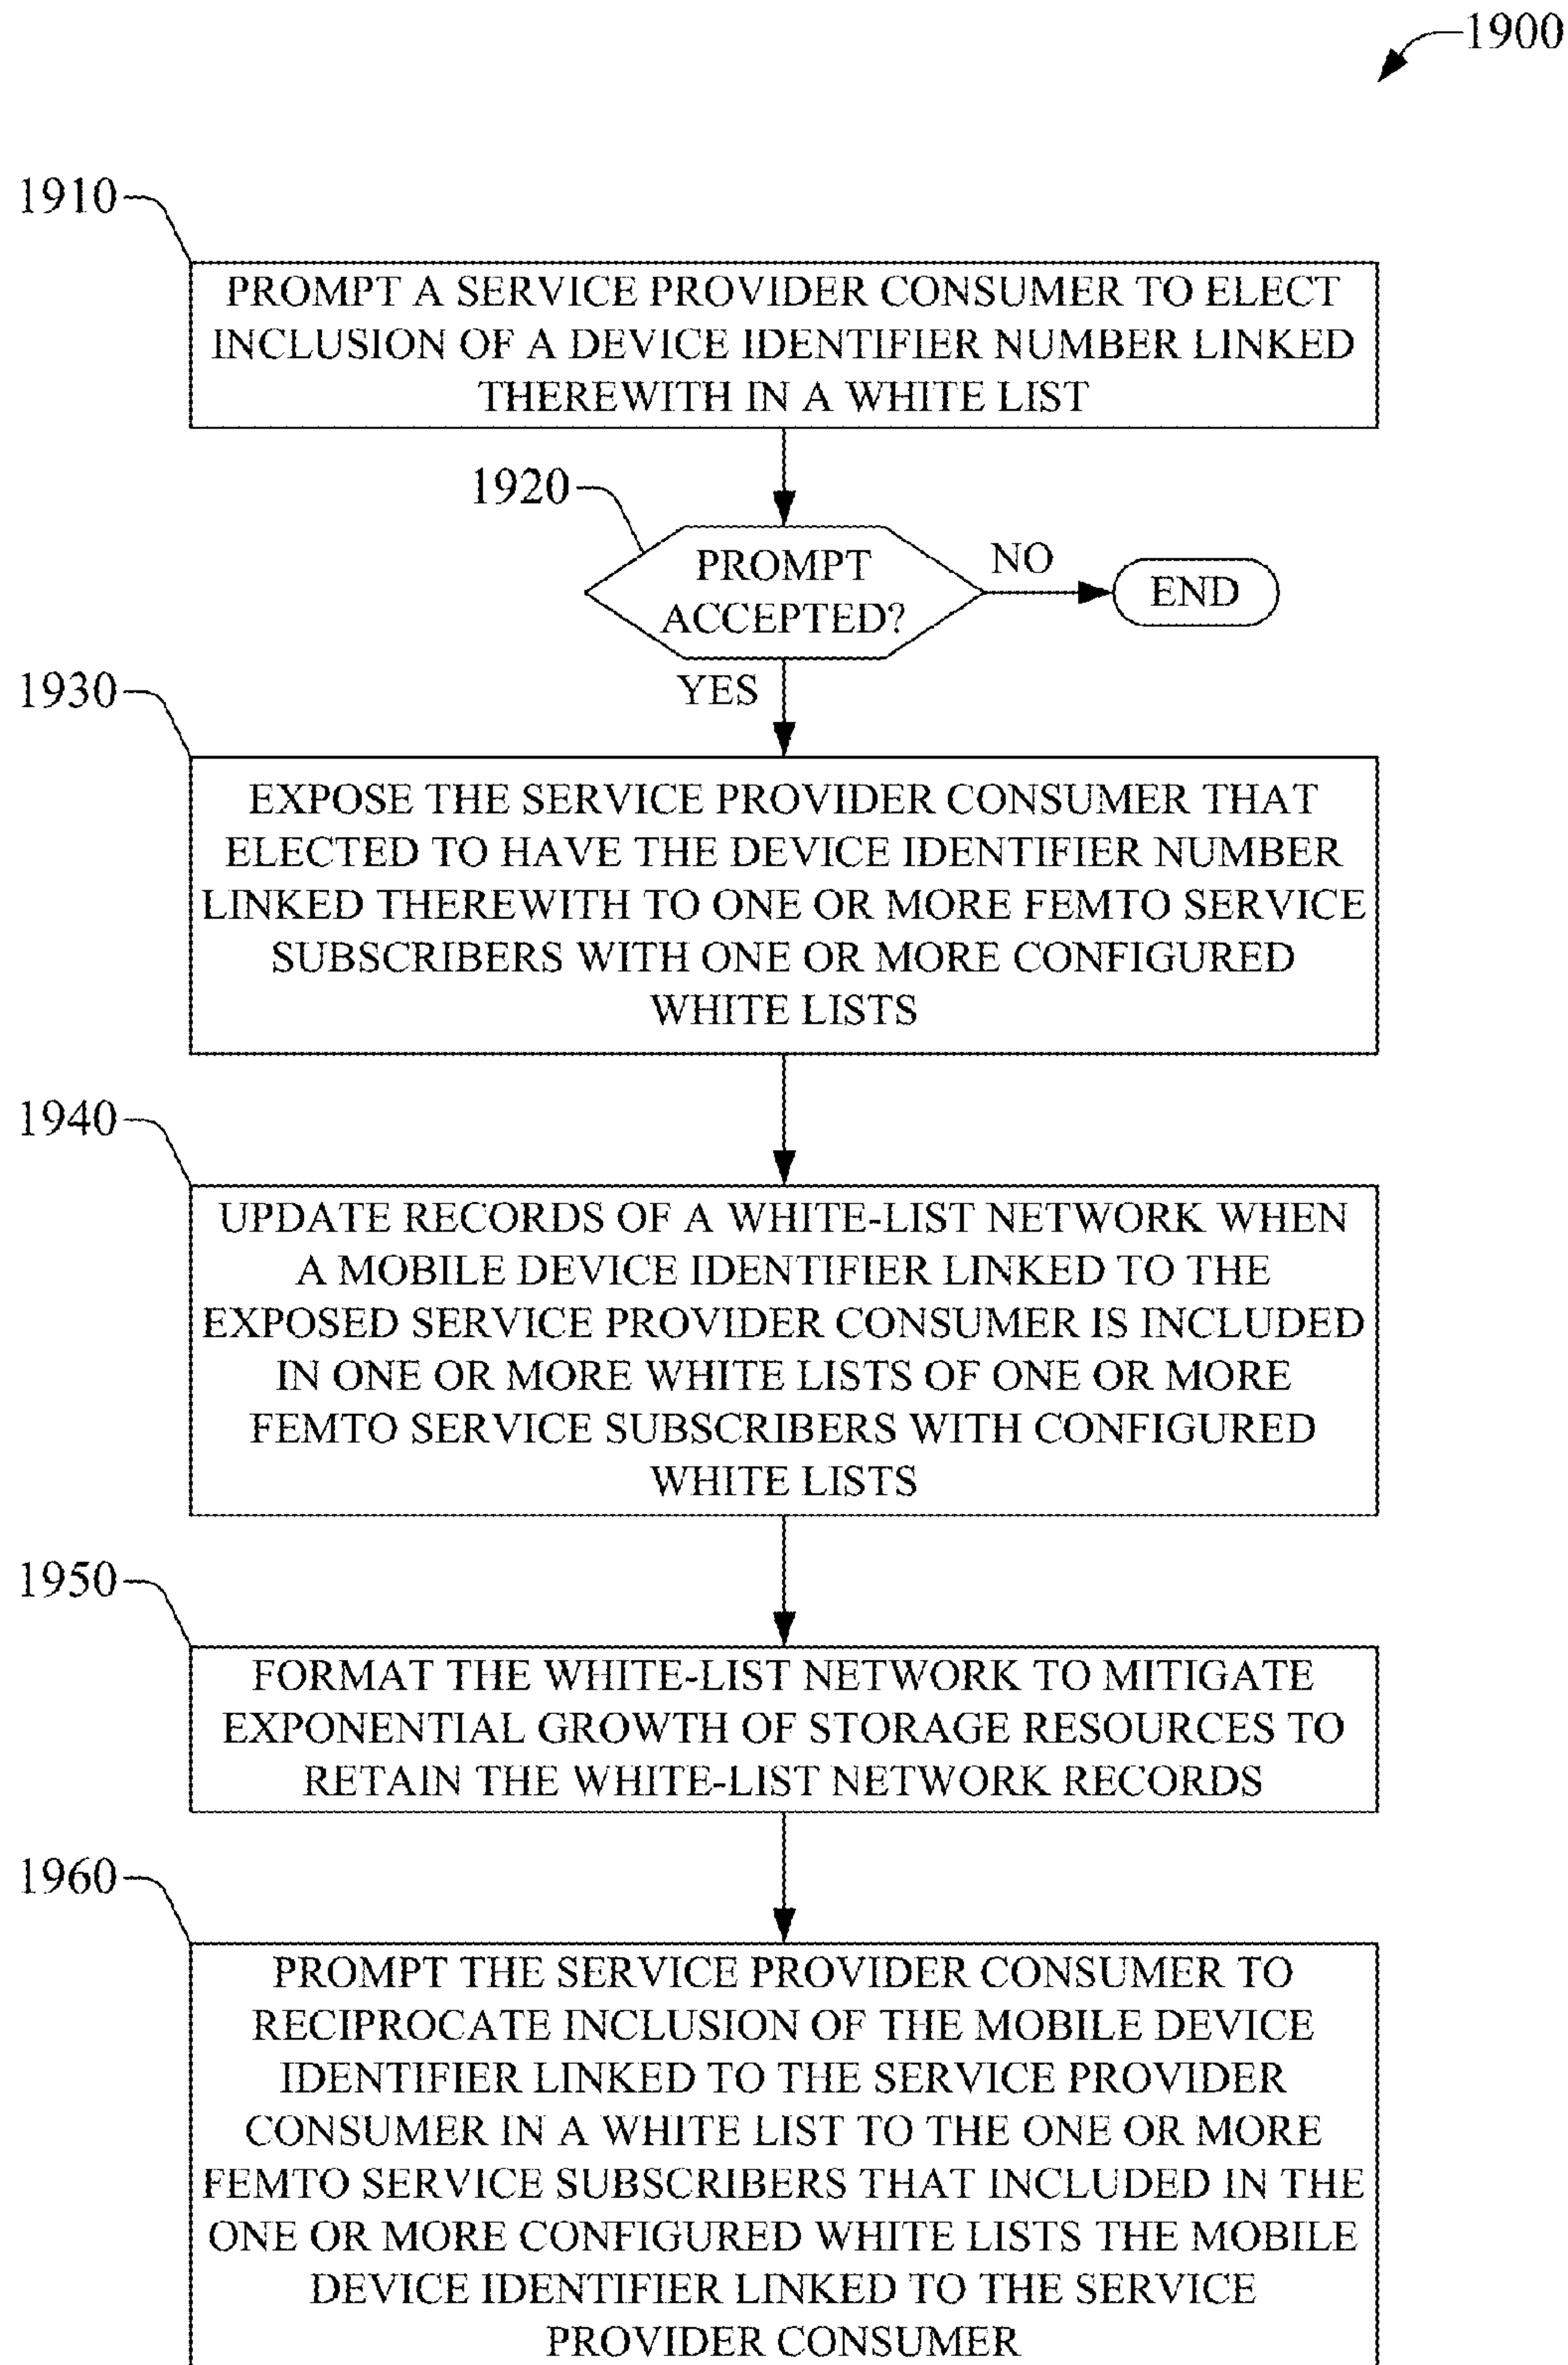 1900
1910
PROMPT A SERVICE PROVIDER CONSUMER TO ELECT
INCLUSION OF A DEVICE IDENTIFIER NUMBER LINKED
THEREWITH IN A WHITE LIST
1920
PROMPT
ACCEPTED?
NO
END
YES
1930
EXPOSE THE SERVICE PROVIDER CONSUMER THAT
ELECTED TO HAVE THE DEVICE IDENTIFIER NUMBER
LINKED THEREWITH TO ONE OR MORE FEMTO SERVICE
SUBSCRIBERS WITH ONE OR MORE CONFIGURED
WHITE LISTS
1940
UPDATE RECORDS OF A WHITE-LIST NETWORK WHEN
A MOBILE DEVICE IDENTIFIER LINKED TO THE
EXPOSED SERVICE PROVIDER CONSUMER IS INCLUDED
IN ONE OR MORE WHITE LISTS OF ONE OR MORE
FEMTO SERVICE SUBSCRIBERS WITH CONFIGURED
WHITE LISTS
1950
FORMAT THE WHITE-LIST NETWORK TO MITIGATE
EXPONENTIAL GROWTH OF STORAGE RESOURCES TO
RETAIN THE WHITE-LIST NETWORK RECORDS
1960
PROMPT THE SERVICE PROVIDER CONSUMER TO
RECIPROCATE INCLUSION OF THE MOBILE DEVICE
IDENTIFIER LINKED TO THE SERVICE PROVIDER
CONSUMER IN A WHITE LIST TO THE ONE OR MORE
FEMTO SERVICE SUBSCRIBERS THAT INCLUDED IN THE
ONE OR MORE CONFIGURED WHITE LISTS THE MOBILE
DEVICE IDENTIFIER LINKED TO THE SERVICE
PROVIDER CONSUMER